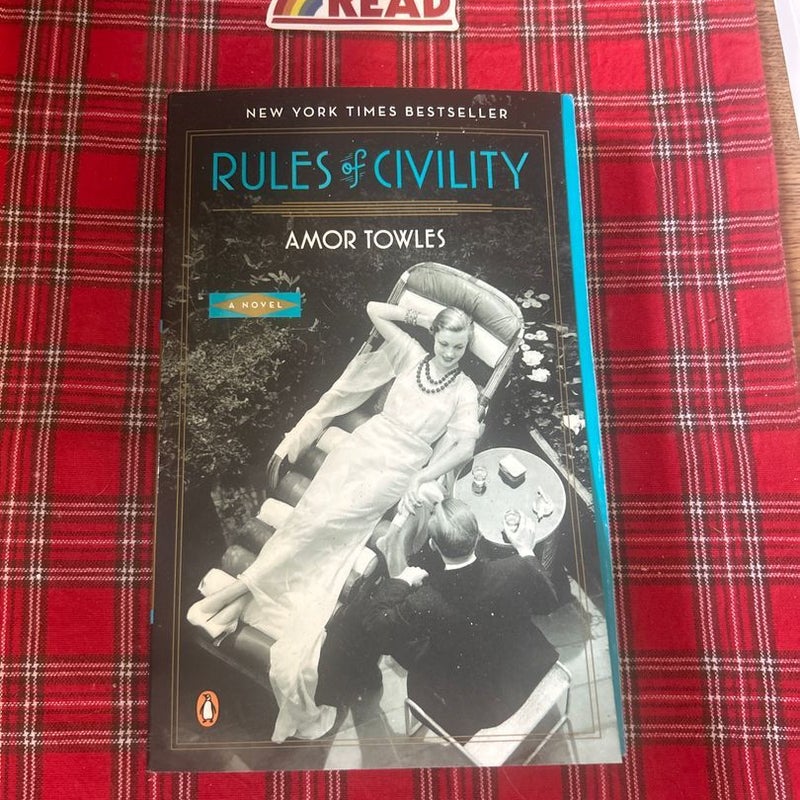 READ
NEW YORK TIMES BESTSELLER
RULES of CIVILITY
AMOR TOWLES
A NOVEL